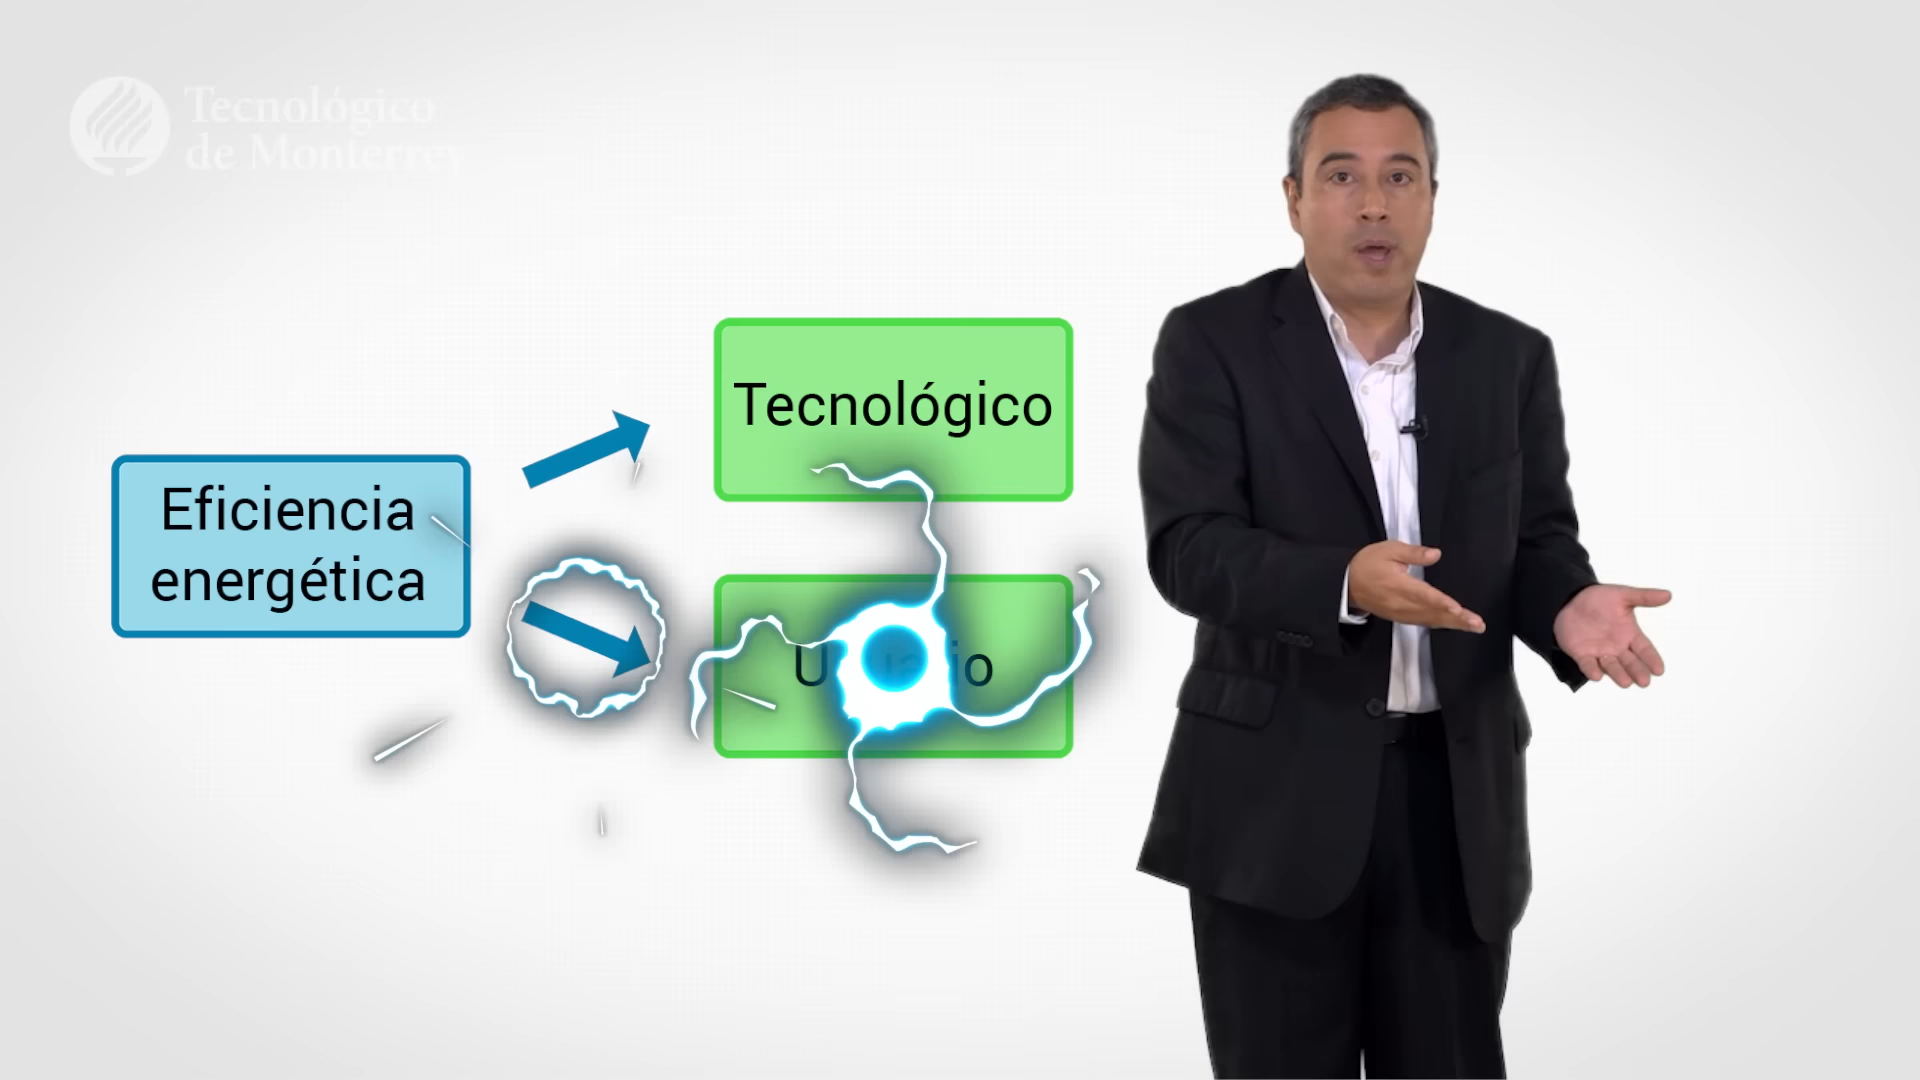 Tecnológico
de Monterrey
Tecnológico
Eficiencia
energética